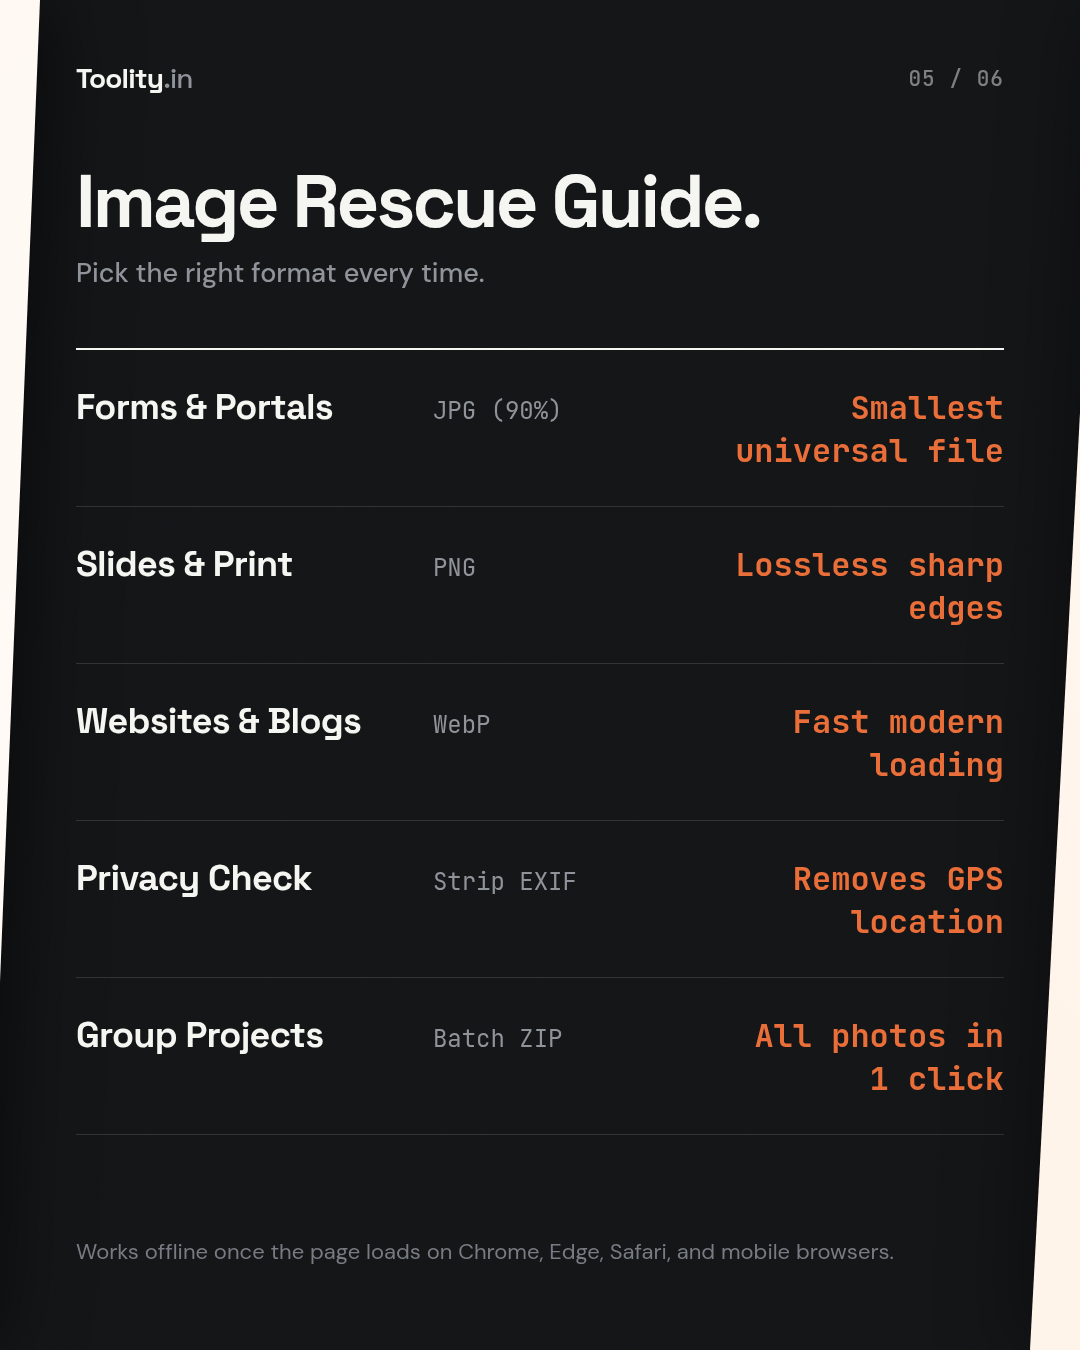 Toolity.in
05 / 06
Image Rescue Guide.
Pick the right format every time.
Forms & Portals
JPG (90%)
Smallest
universal file
Slides & Print
PNG
Lossless sharp
edges
Websites & Blogs
WebP
Fast modern
loading
Privacy Check
Strip EXIF
Removes GPS
location
Group Projects
Batch ZIP
All photos in
1 click
Works offline once the page loads on Chrome, Edge, Safari, and mobile browsers.